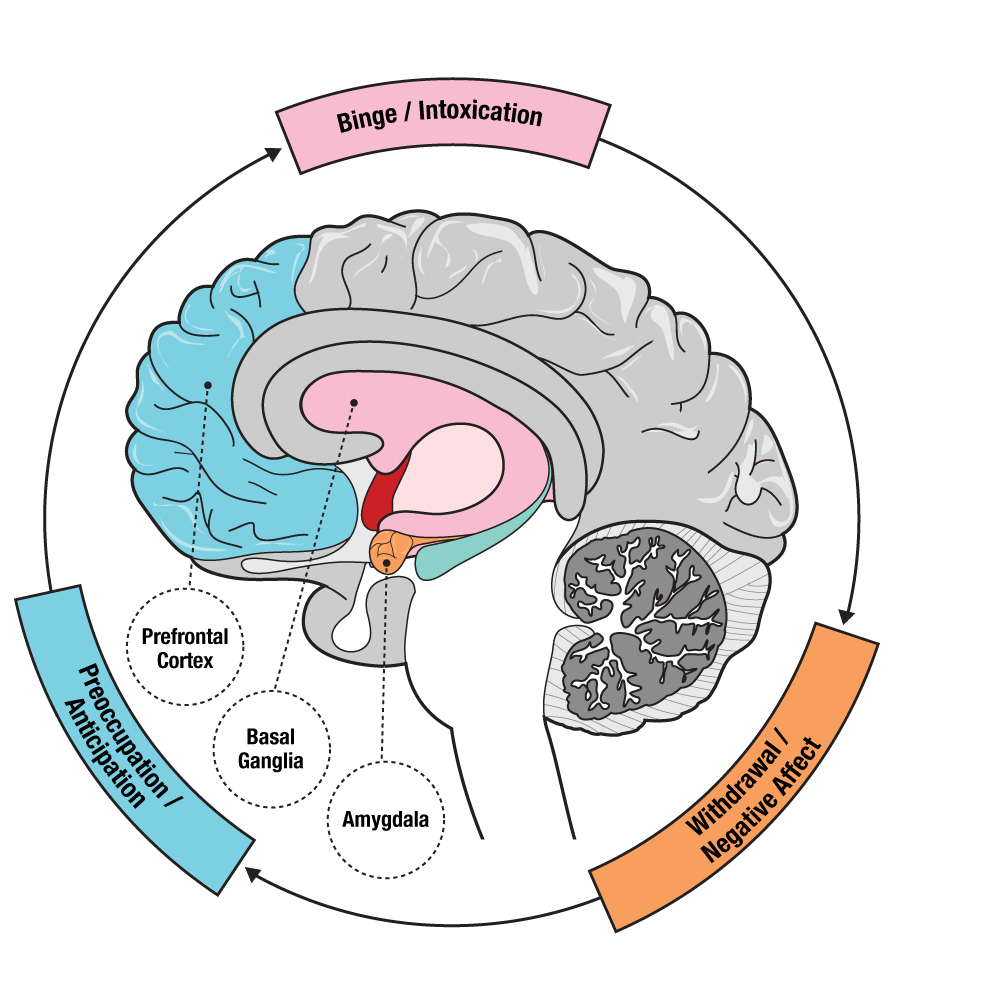 Binge / Intoxication
Prefrontal
Cortex
Preoccupation /
Anticipation
Basal
Ganglia
Withdrawal /
Negative Affect
Amygdala